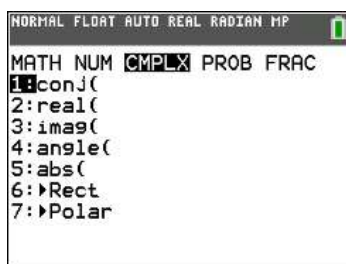 NORMAL FLOAT AUTO REAL RADIAN MP
MATH NUM CMPLX PROB FRAC
1:conj(
2:real(
3:imag(
4:angle(
5:abs(
6:▶Rect
7:▶Polar